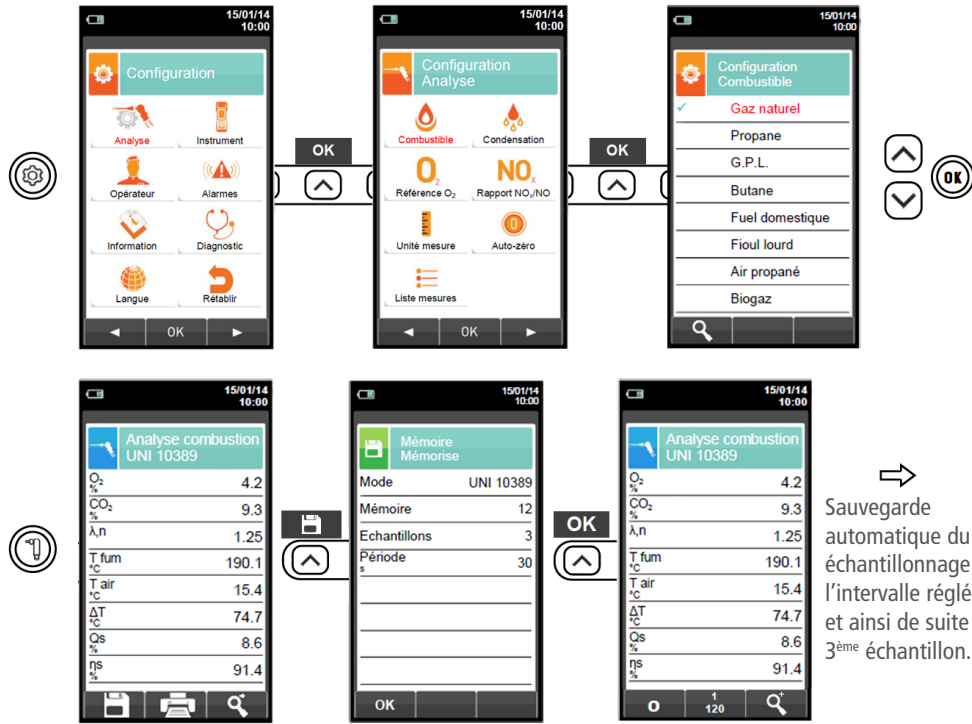 15/01/14
10:00
Configuration
Analyse
Instrument
Opérateur
Alarmes
Information
Diagnostic
Langue
Rétablir
OK
OK
15/01/14
10:00
Configuration
Analyse
Combustible
Condensation
O2
NOx
Référence O2
Rapport NOx/NO
Unité mesure
Auto-zéro
Liste mesures
OK
OK
15/01/14
10:00
Configuration
Combustible
Gaz naturel
Propane
G.P.L.
Butane
Fuel domestique
Fioul lourd
Air propané
Biogaz
OK
15/01/14
10:00
Analyse combustion
UNI 10389
O2 % 4.2
CO2 % 9.3
λ,n 1.25
T fum °C 190.1
T air °C 15.4
ΔT °C 74.7
Qs % 8.6
ηs % 91.4
15/01/14
10:00
Mémoire
Mémorise
Mode UNI 10389
Mémoire 12
Echantillons 3
Période s 30
OK
OK
15/01/14
10:00
Analyse combustion
UNI 10389
O2 % 4.2
CO2 % 9.3
λ,n 1.25
T fum °C 190.1
T air °C 15.4
ΔT °C 74.7
Qs % 8.6
ηs % 91.4
0
1
120
Sauvegarde
automatique du
échantillonnage
l'intervalle réglé
et ainsi de suite
3ème échantillon.